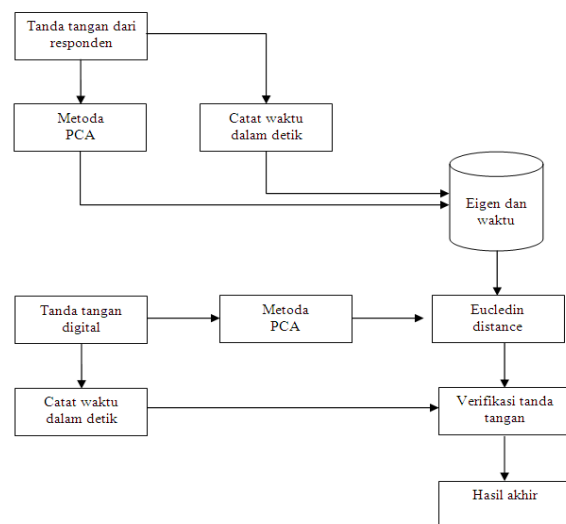 Tanda tangan dari
responden
Metoda
PCA
Catat waktu
dalam detik
Eigen dan
waktu
Tanda tangan
digital
Metoda
PCA
Eucledin
distance
Catat waktu
dalam detik
Verifikasi tanda
tangan
Hasil akhir